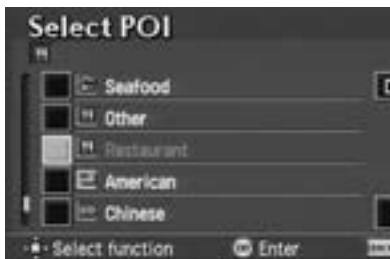 Select POI
Seafood
Other
Restaurant
American
Chinese
Select function
Enter